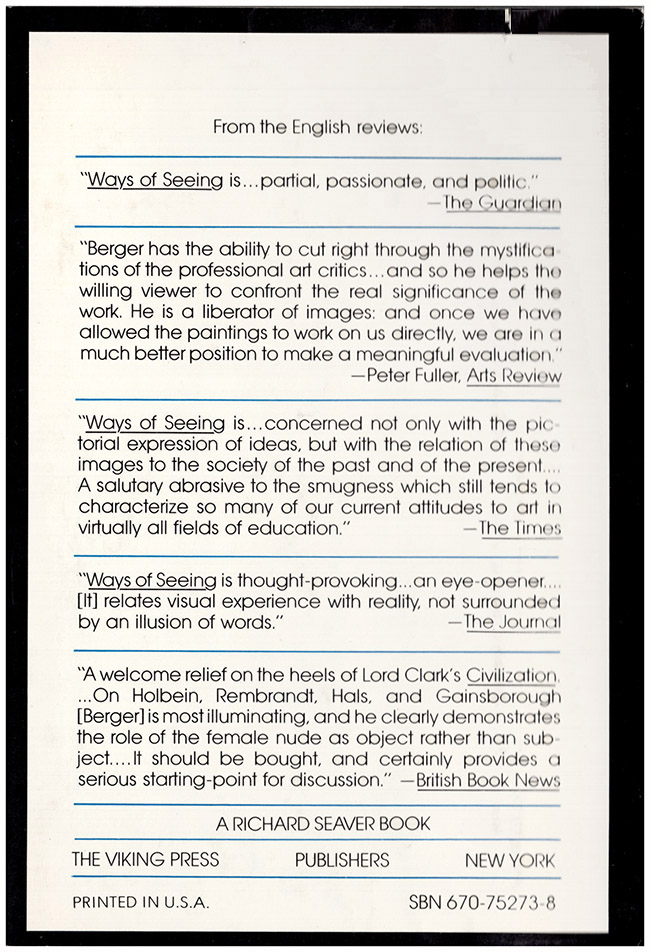 From the English reviews:
"Ways of Seeing is...partial, passionate, and politic."
—The Guardian
"Berger has the ability to cut right through the mystifica-
tions of the professional art critics...and so he helps the
willing viewer to confront the real significance of the
work. He is a liberator of images: and once we have
allowed the paintings to work on us directly, we are in a
much better position to make a meaningful evaluation."
—Peter Fuller, Arts Review
"Ways of Seeing is...concerned not only with the pic-
torial expression of ideas, but with the relation of these
images to the society of the past and of the present....
A salutary abrasive to the smugness which still tends to
characterize so many of our current attitudes to art in
virtually all fields of education." —The Times
"Ways of Seeing is thought-provoking...an eye-opener....
[It] relates visual experience with reality, not surrounded
by an illusion of words." —The Journal
"A welcome relief on the heels of Lord Clark's Civilization.
...On Holbein, Rembrandt, Hals, and Gainsborough
[Berger] is most illuminating, and he clearly demonstrates
the role of the female nude as object rather than sub-
ject....It should be bought, and certainly provides a
serious starting-point for discussion." —British Book News
A RICHARD SEAVER BOOK
THE VIKING PRESS PUBLISHERS NEW YORK
PRINTED IN U.S.A. SBN 670-75273-8